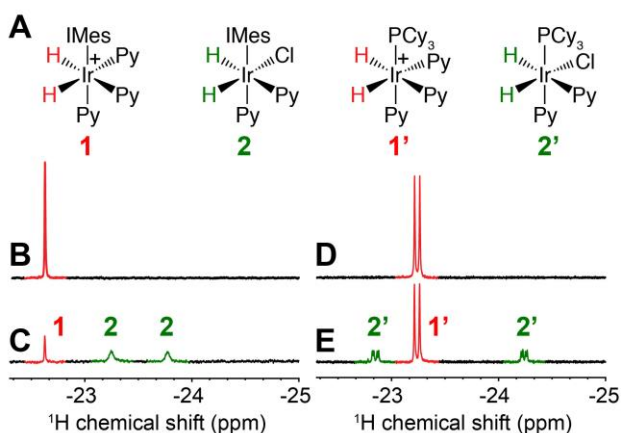 A
IMes
H
Py
Ir
+
H
Py
Py
1
IMes
H
Cl
Ir
H
Py
Py
2
PCy3
H
Py
Ir
+
H
Py
Py
1’
PCy3
H
Cl
Ir
H
Py
Py
2’
B
D
C
1
2
2
E
2’
1’
2’
-23 -24 -25
-23 -24 -25
1H chemical shift (ppm)
1H chemical shift (ppm)